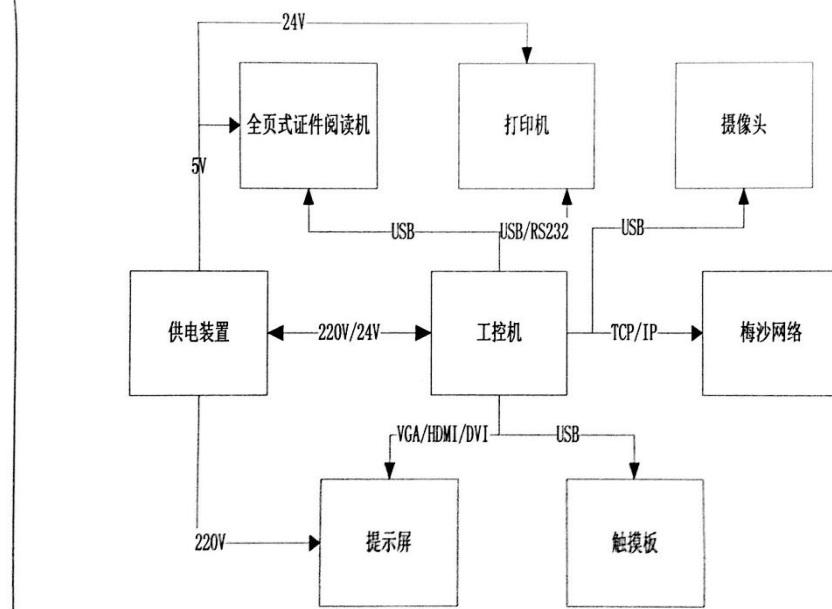 24V
全页式证件阅读机
打印机
摄像头
5V
USB
USB/RS232
USB
供电装置
220V/24V
工控机
TCP/IP
梅沙网络
VGA/HDMI/DVI
USB
220V
提示屏
触摸板